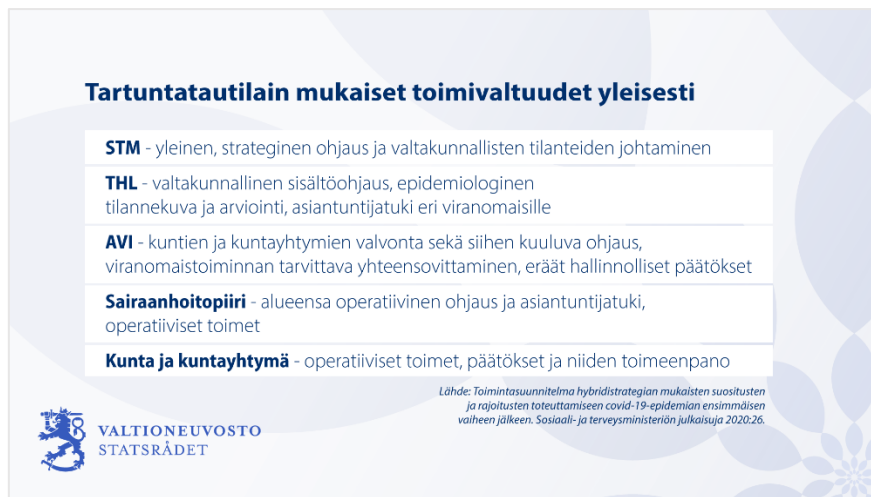 Tartuntatautilain mukaiset toimivaltuudet yleisesti
STM - yleinen, strateginen ohjaus ja valtakunnallisten tilanteiden johtaminen
THL - valtakunnallinen sisältöohjaus, epidemiologinen
tilannekuva ja arviointi, asiantuntijatuki eri viranomaisille
AVI - kuntien ja kuntayhtymien valvonta sekä siihen kuuluva ohjaus,
viranomaistoiminnan tarvittava yhteensovittaminen, eräät hallinnolliset päätökset
Sairaanhoitopiiri - alueensa operatiivinen ohjaus ja asiantuntijatuki,
operatiiviset toimet
Kunta ja kuntayhtymä - operatiiviset toimet, päätökset ja niiden toimeenpano
Lähde: Toimintasuunnitelma hybridistrategian mukaisten suositusten
ja rajoitusten toteuttamiseen covid-19-epidemian ensimmäisen
vaiheen jälkeen. Sosiaali- ja terveysministeriön julkaisuja 2020:26.
VALTIONEUVOSTO
STATSRÅDET